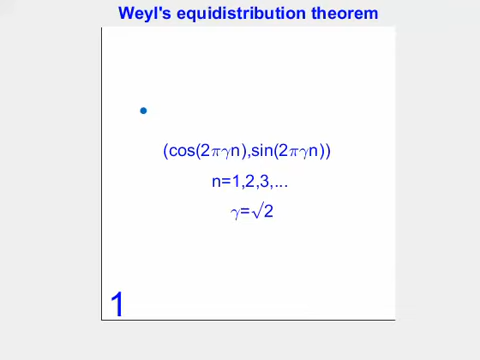 Weyl's equidistribution theorem
(cos(2πγn),sin(2πγn))
n=1,2,3,...
γ=√2
1